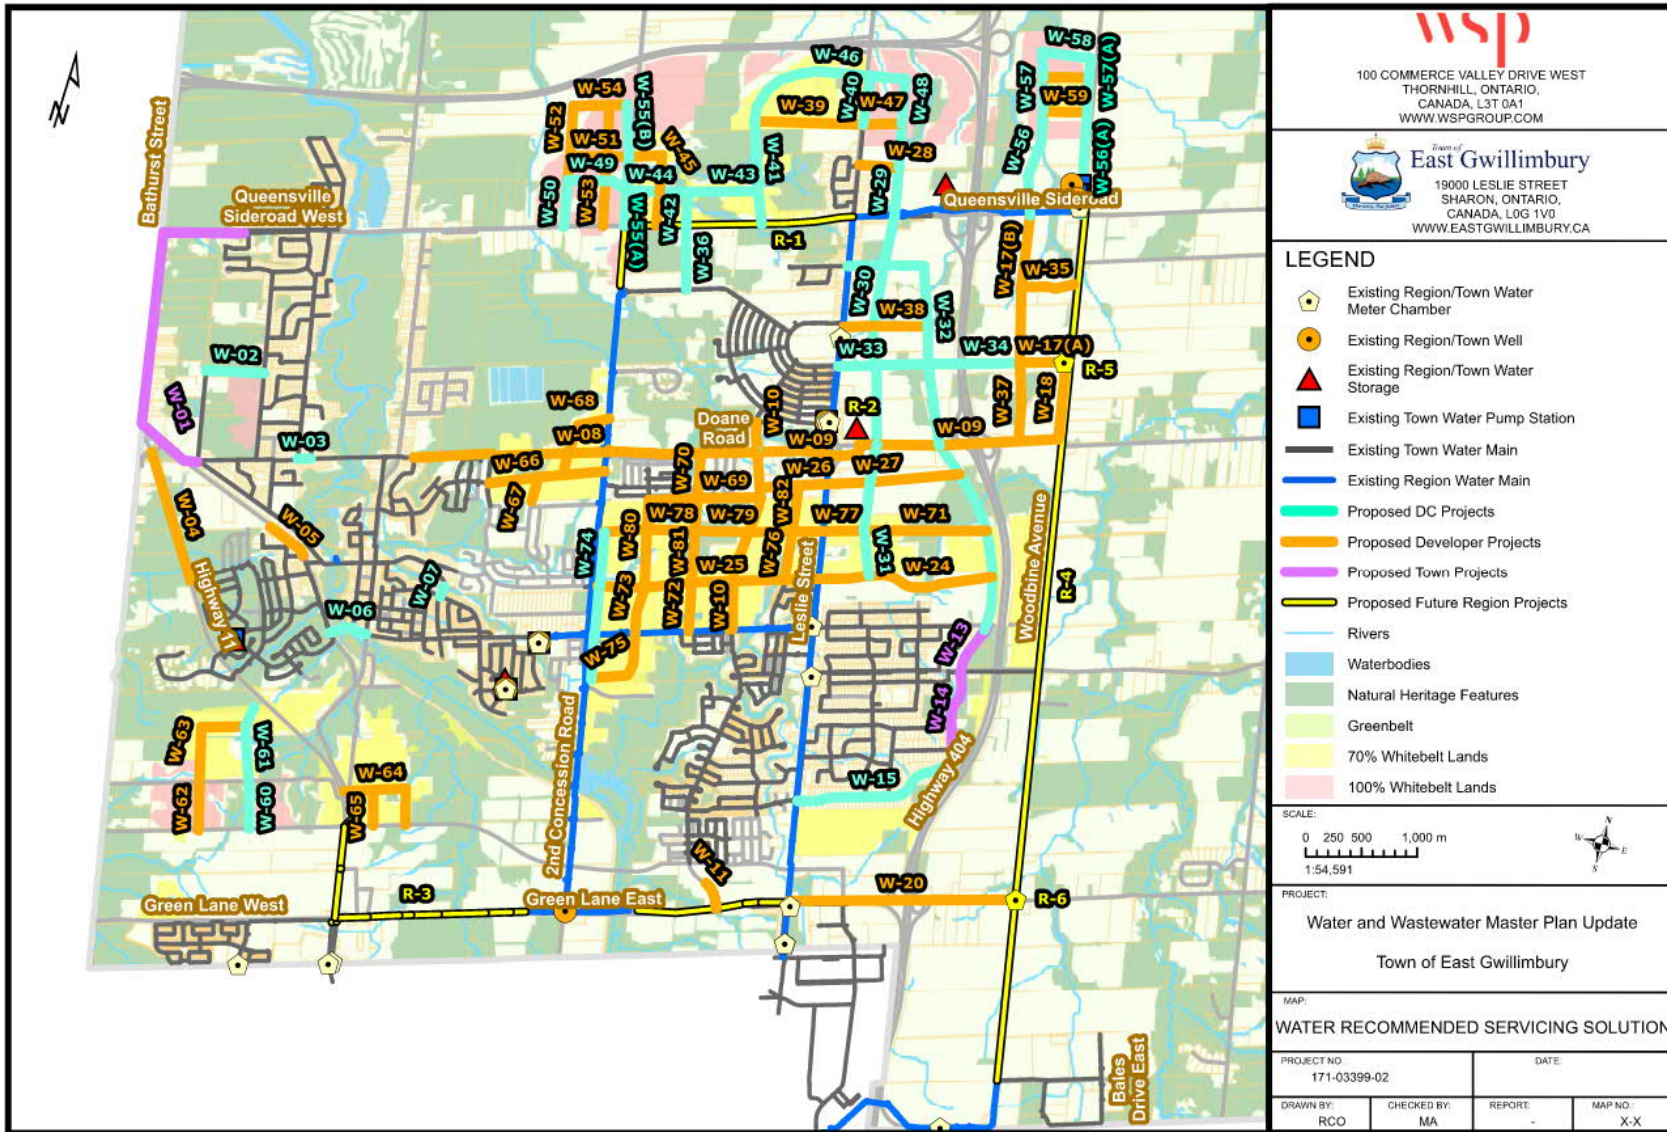 N
Bathurst Street
Queensville
Sideroad West
W-54
W-52
W-55(B)
W-51
W-45
W-49
W-50
W-53
W-44
W-43
W-41
W-42
W-55(A)
W-36
R-1
W-46
W-39
W-40
W-47
W-48
W-28
W-29
Queensville Sideroad
W-58
W-57
W-57(A)
W-59
W-56
W-56(A)
W-17(B)
W-35
W-30
W-38
W-32
W-33
W-34
W-17(A)
R-5
W-02
W-01
W-03
W-68
W-08
Doane
Road
W-10
R-2
W-09
W-09
W-37
W-18
W-66
W-67
W-70
W-69
W-26
W-27
W-82
W-04
W-05
W-78
W-79
W-77
W-71
W-80
W-81
W-76
W-74
W-25
W-31
W-24
W-73
W-72
W-10
Leslie Street
Woodbine Avenue
R-4
Highway 11
W-06
W-07
W-75
W-13
W-14
W-15
Highway 404
2nd Concession Road
W-63
W-61
W-62
W-60
W-64
W-65
W-11
W-20
R-6
Green Lane West
R-3
Green Lane East
Bales
Drive East
wsp
100 COMMERCE VALLEY DRIVE WEST
THORNHILL, ONTARIO,
CANADA, L3T 0A1
WWW.WSPGROUP.COM
Town of
East Gwillimbury
19000 LESLIE STREET
SHARON, ONTARIO,
CANADA, L0G 1V0
WWW.EASTGWILLIMBURY.CA
LEGEND
Existing Region/Town Water
Meter Chamber
Existing Region/Town Well
Existing Region/Town Water
Storage
Existing Town Water Pump Station
Existing Town Water Main
Existing Region Water Main
Proposed DC Projects
Proposed Developer Projects
Proposed Town Projects
Proposed Future Region Projects
Rivers
Waterbodies
Natural Heritage Features
Greenbelt
70% Whitebelt Lands
100% Whitebelt Lands
SCALE:
0 250 500 1,000 m
1:54,591
N
W E
S
PROJECT:
Water and Wastewater Master Plan Update
Town of East Gwillimbury
MAP:
WATER RECOMMENDED SERVICING SOLUTION
PROJECT NO. DATE:
171-03399-02
DRAWN BY: CHECKED BY: REPORT: MAP NO.:
RCO MA - X-X